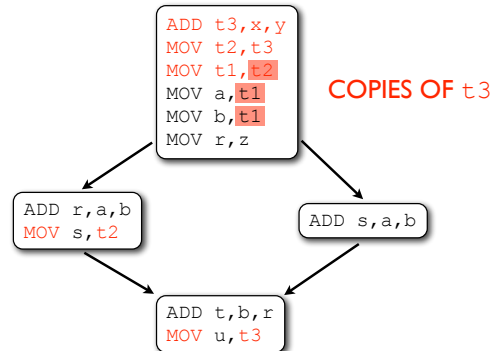 ADD t3,x,y
MOV t2,t3
MOV t1,t2
MOV a,t1
MOV b,t1
MOV r,z
COPIES OF t3
ADD r,a,b
MOV s,t2
ADD s,a,b
ADD t,b,r
MOV u,t3